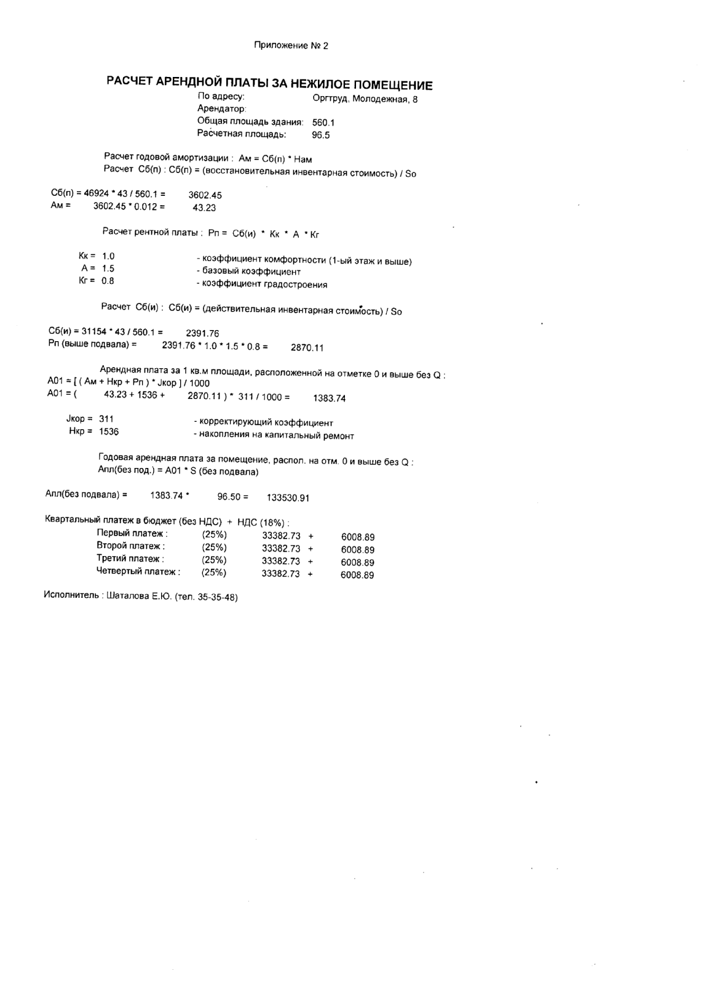 Приложение № 2
РАСЧЕТ АРЕНДНОЙ ПЛАТЫ ЗА НЕЖИЛОЕ ПОМЕЩЕНИЕ
По адресу: Оргтруд, Молодежная, 8
Арендатор:
Общая площадь здания: 560.1
Расчетная площадь: 96.5
Расчет годовой амортизации : Ам = Сб(п) * Нам
Расчет Сб(п) : Сб(п) = (восстановительная инвентарная стоимость) / So
Сб(п) = 46924 * 43 / 560.1 = 3602.45
Ам = 3602.45 * 0.012 = 43.23
Расчет рентной платы : Рп = Сб(и) * Кк * А * Кг
Кк = 1.0 - коэффициент комфортности (1-ый этаж и выше)
А = 1.5 - базовый коэффициент
Кг = 0.8 - коэффициент градостроения
Расчет Сб(и) : Сб(и) = (действительная инвентарная стоимость) / So
Сб(и) = 31154 * 43 / 560.1 = 2391.76
Рп (выше подвала) = 2391.76 * 1.0 * 1.5 * 0.8 = 2870.11
Арендная плата за 1 кв.м площади, расположенной на отметке 0 и выше без Q :
А01 = [ ( Ам + Нкр + Рп ) * Jкор ] / 1000
А01 = ( 43.23 + 1536 + 2870.11 ) * 311 / 1000 = 1383.74
Jкор = 311 - корректирующий коэффициент
Нкр = 1536 - накопления на капитальный ремонт
Годовая арендная плата за помещение, распол. на отм. 0 и выше без Q :
Апл(без под.) = А01 * S (без подвала)
Апл(без подвала) = 1383.74 * 96.50 = 133530.91
Квартальный платеж в бюджет (без НДС) + НДС (18%) :
Первый платеж : (25%) 33382.73 + 6008.89
Второй платеж : (25%) 33382.73 + 6008.89
Третий платеж : (25%) 33382.73 + 6008.89
Четвертый платеж : (25%) 33382.73 + 6008.89
Исполнитель : Шаталова Е.Ю. (тел. 35-35-48)